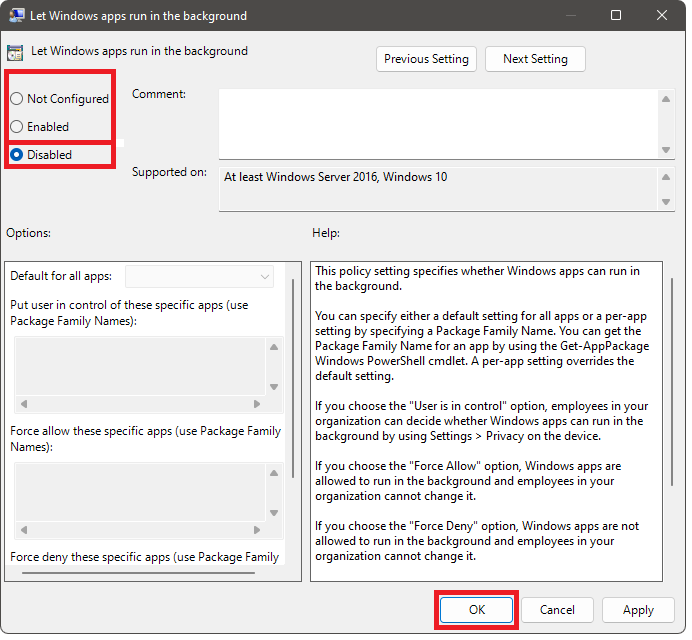 Let Windows apps run in the background
Let Windows apps run in the background
Previous Setting
Next Setting
Not Configured
Enabled
Disabled
Comment:
Supported on:
At least Windows Server 2016, Windows 10
Options:
Help:
Default for all apps:
Put user in control of these specific apps (use
Package Family Names):
Force allow these specific apps (use Package Family
Names):
Force deny these specific apps (use Package Family
This policy setting specifies whether Windows apps can run in
the background.
You can specify either a default setting for all apps or a per-app
setting by specifying a Package Family Name. You can get the
Package Family Name for an app by using the Get-AppPackage
Windows PowerShell cmdlet. A per-app setting overrides the
default setting.
If you choose the "User is in control" option, employees in your
organization can decide whether Windows apps can run in the
background by using Settings > Privacy on the device.
If you choose the "Force Allow" option, Windows apps are
allowed to run in the background and employees in your
organization cannot change it.
If you choose the "Force Deny" option, Windows apps are not
allowed to run in the background and employees in your
organization cannot change it.
OK
Cancel
Apply